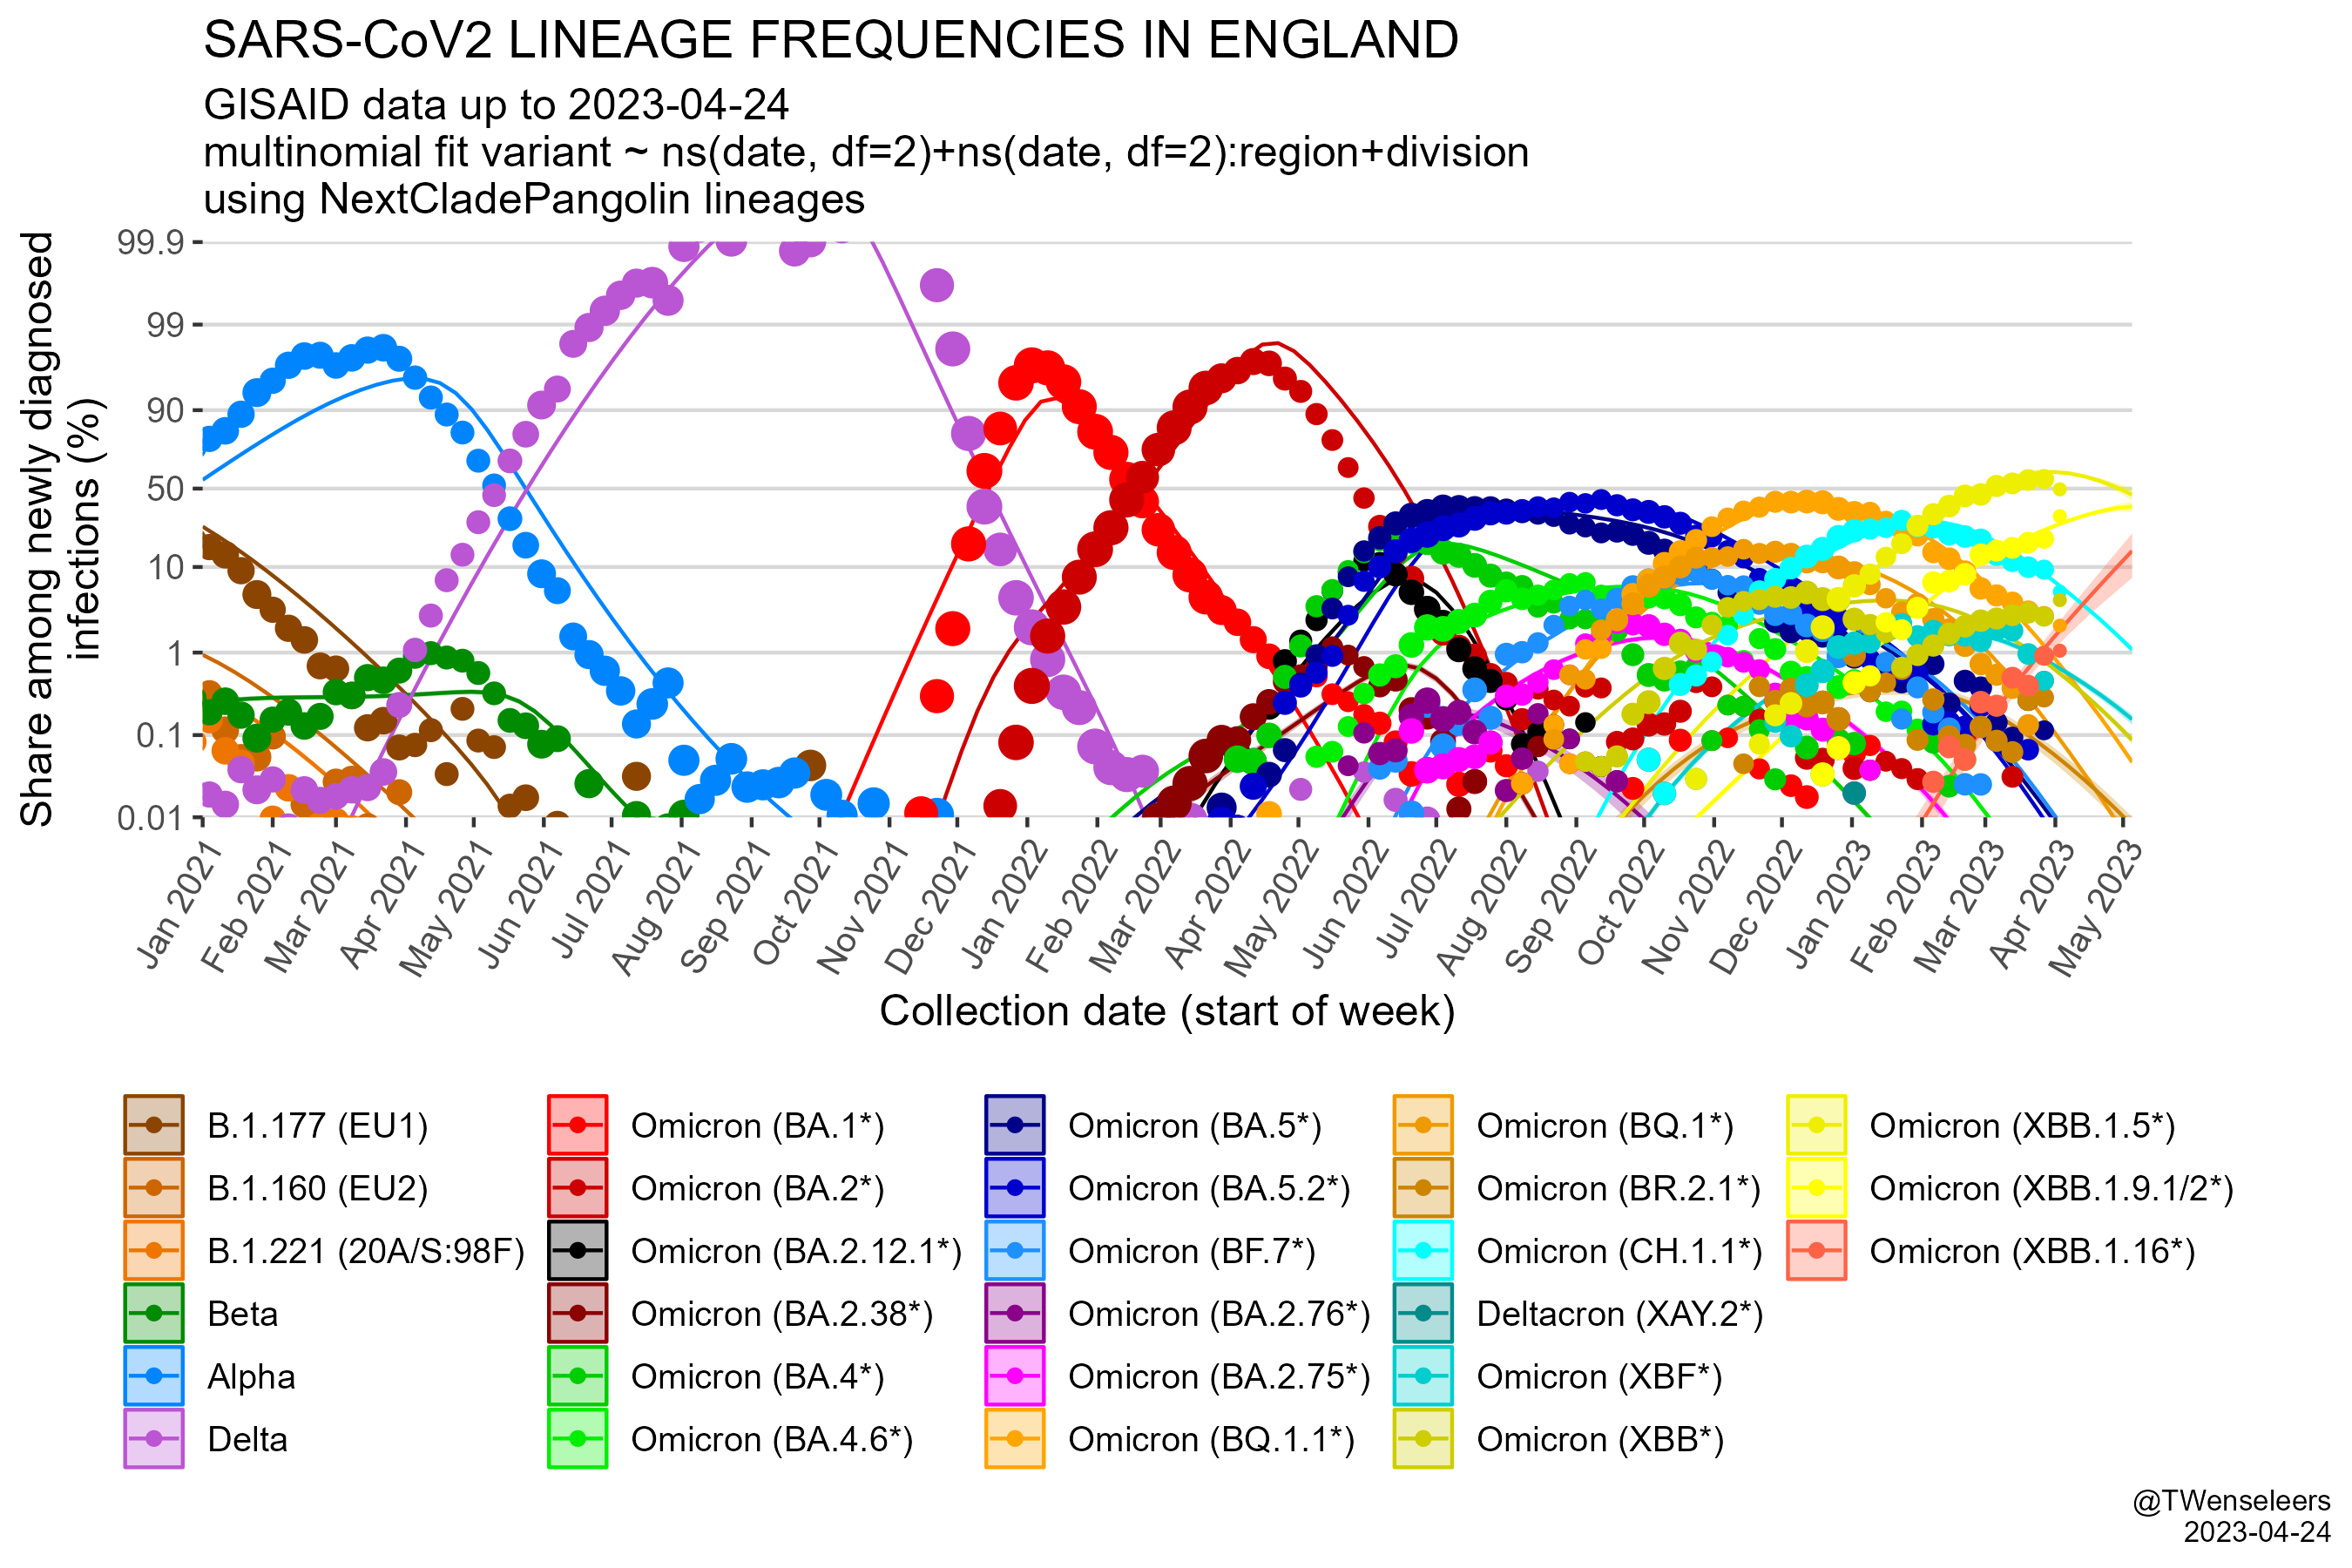 SARS-CoV2 LINEAGE FREQUENCIES IN ENGLAND
GISAID data up to 2023-04-24
multinomial fit variant ~ ns(date, df=2)+ns(date, df=2):region+division
using NextCladePangolin lineages
Share among newly diagnosed
infections (%)
99.9
99
90
50
10
1
0.1
0.01
Jan 2021
Feb 2021
Mar 2021
Apr 2021
May 2021
Jun 2021
Jul 2021
Aug 2021
Sep 2021
Oct 2021
Nov 2021
Dec 2021
Jan 2022
Feb 2022
Mar 2022
Apr 2022
May 2022
Jun 2022
Jul 2022
Aug 2022
Sep 2022
Oct 2022
Nov 2022
Dec 2022
Jan 2023
Feb 2023
Mar 2023
Apr 2023
May 2023
Collection date (start of week)
B.1.177 (EU1)
B.1.160 (EU2)
B.1.221 (20A/S:98F)
Beta
Alpha
Delta
Omicron (BA.1*)
Omicron (BA.2*)
Omicron (BA.2.12.1*)
Omicron (BA.2.38*)
Omicron (BA.4*)
Omicron (BA.4.6*)
Omicron (BA.5*)
Omicron (BA.5.2*)
Omicron (BF.7*)
Omicron (BA.2.76*)
Omicron (BA.2.75*)
Omicron (BQ.1.1*)
Omicron (BQ.1*)
Omicron (BR.2.1*)
Omicron (CH.1.1*)
Deltacron (XAY.2*)
Omicron (XBF*)
Omicron (XBB*)
Omicron (XBB.1.5*)
Omicron (XBB.1.9.1/2*)
Omicron (XBB.1.16*)
@TWenseleers
2023-04-24